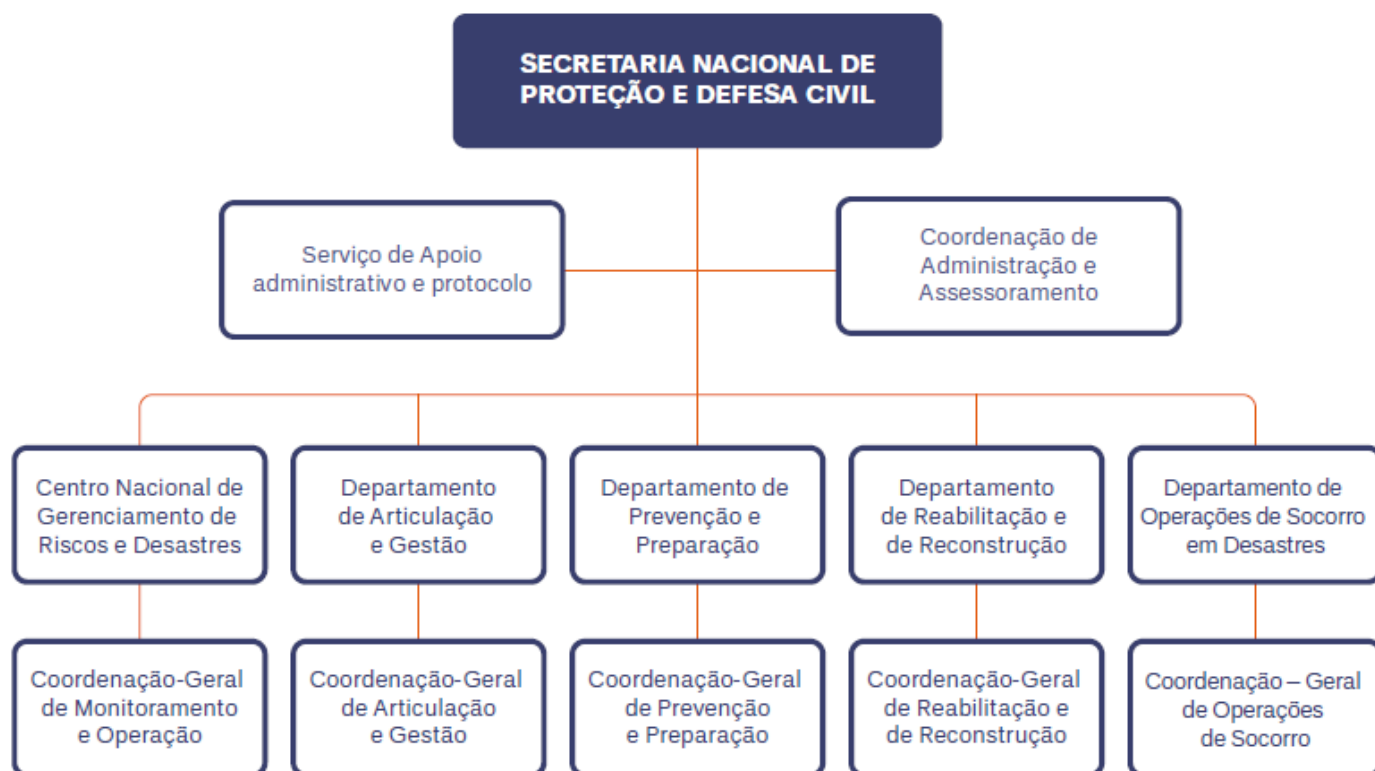 SECRETARIA NACIONAL DE
PROTEÇÃO E DEFESA CIVIL
Serviço de Apoio
administrativo e protocolo
Coordenação de
Administração e
Assessoramento
Centro Nacional de
Gerenciamento de
Riscos e Desastres
Departamento
de Articulação
e Gestão
Departamento de
Prevenção e
Preparação
Departamento
de Reabilitação e
de Reconstrução
Departamento de
Operações de Socorro
em Desastres
Coordenação-Geral
de Monitoramento
e Operação
Coordenação-Geral
de Articulação
e Gestão
Coordenação-Geral
de Prevenção
e Preparação
Coordenação-Geral
de Reabilitação e
de Reconstrução
Coordenação – Geral
de Operações
de Socorro